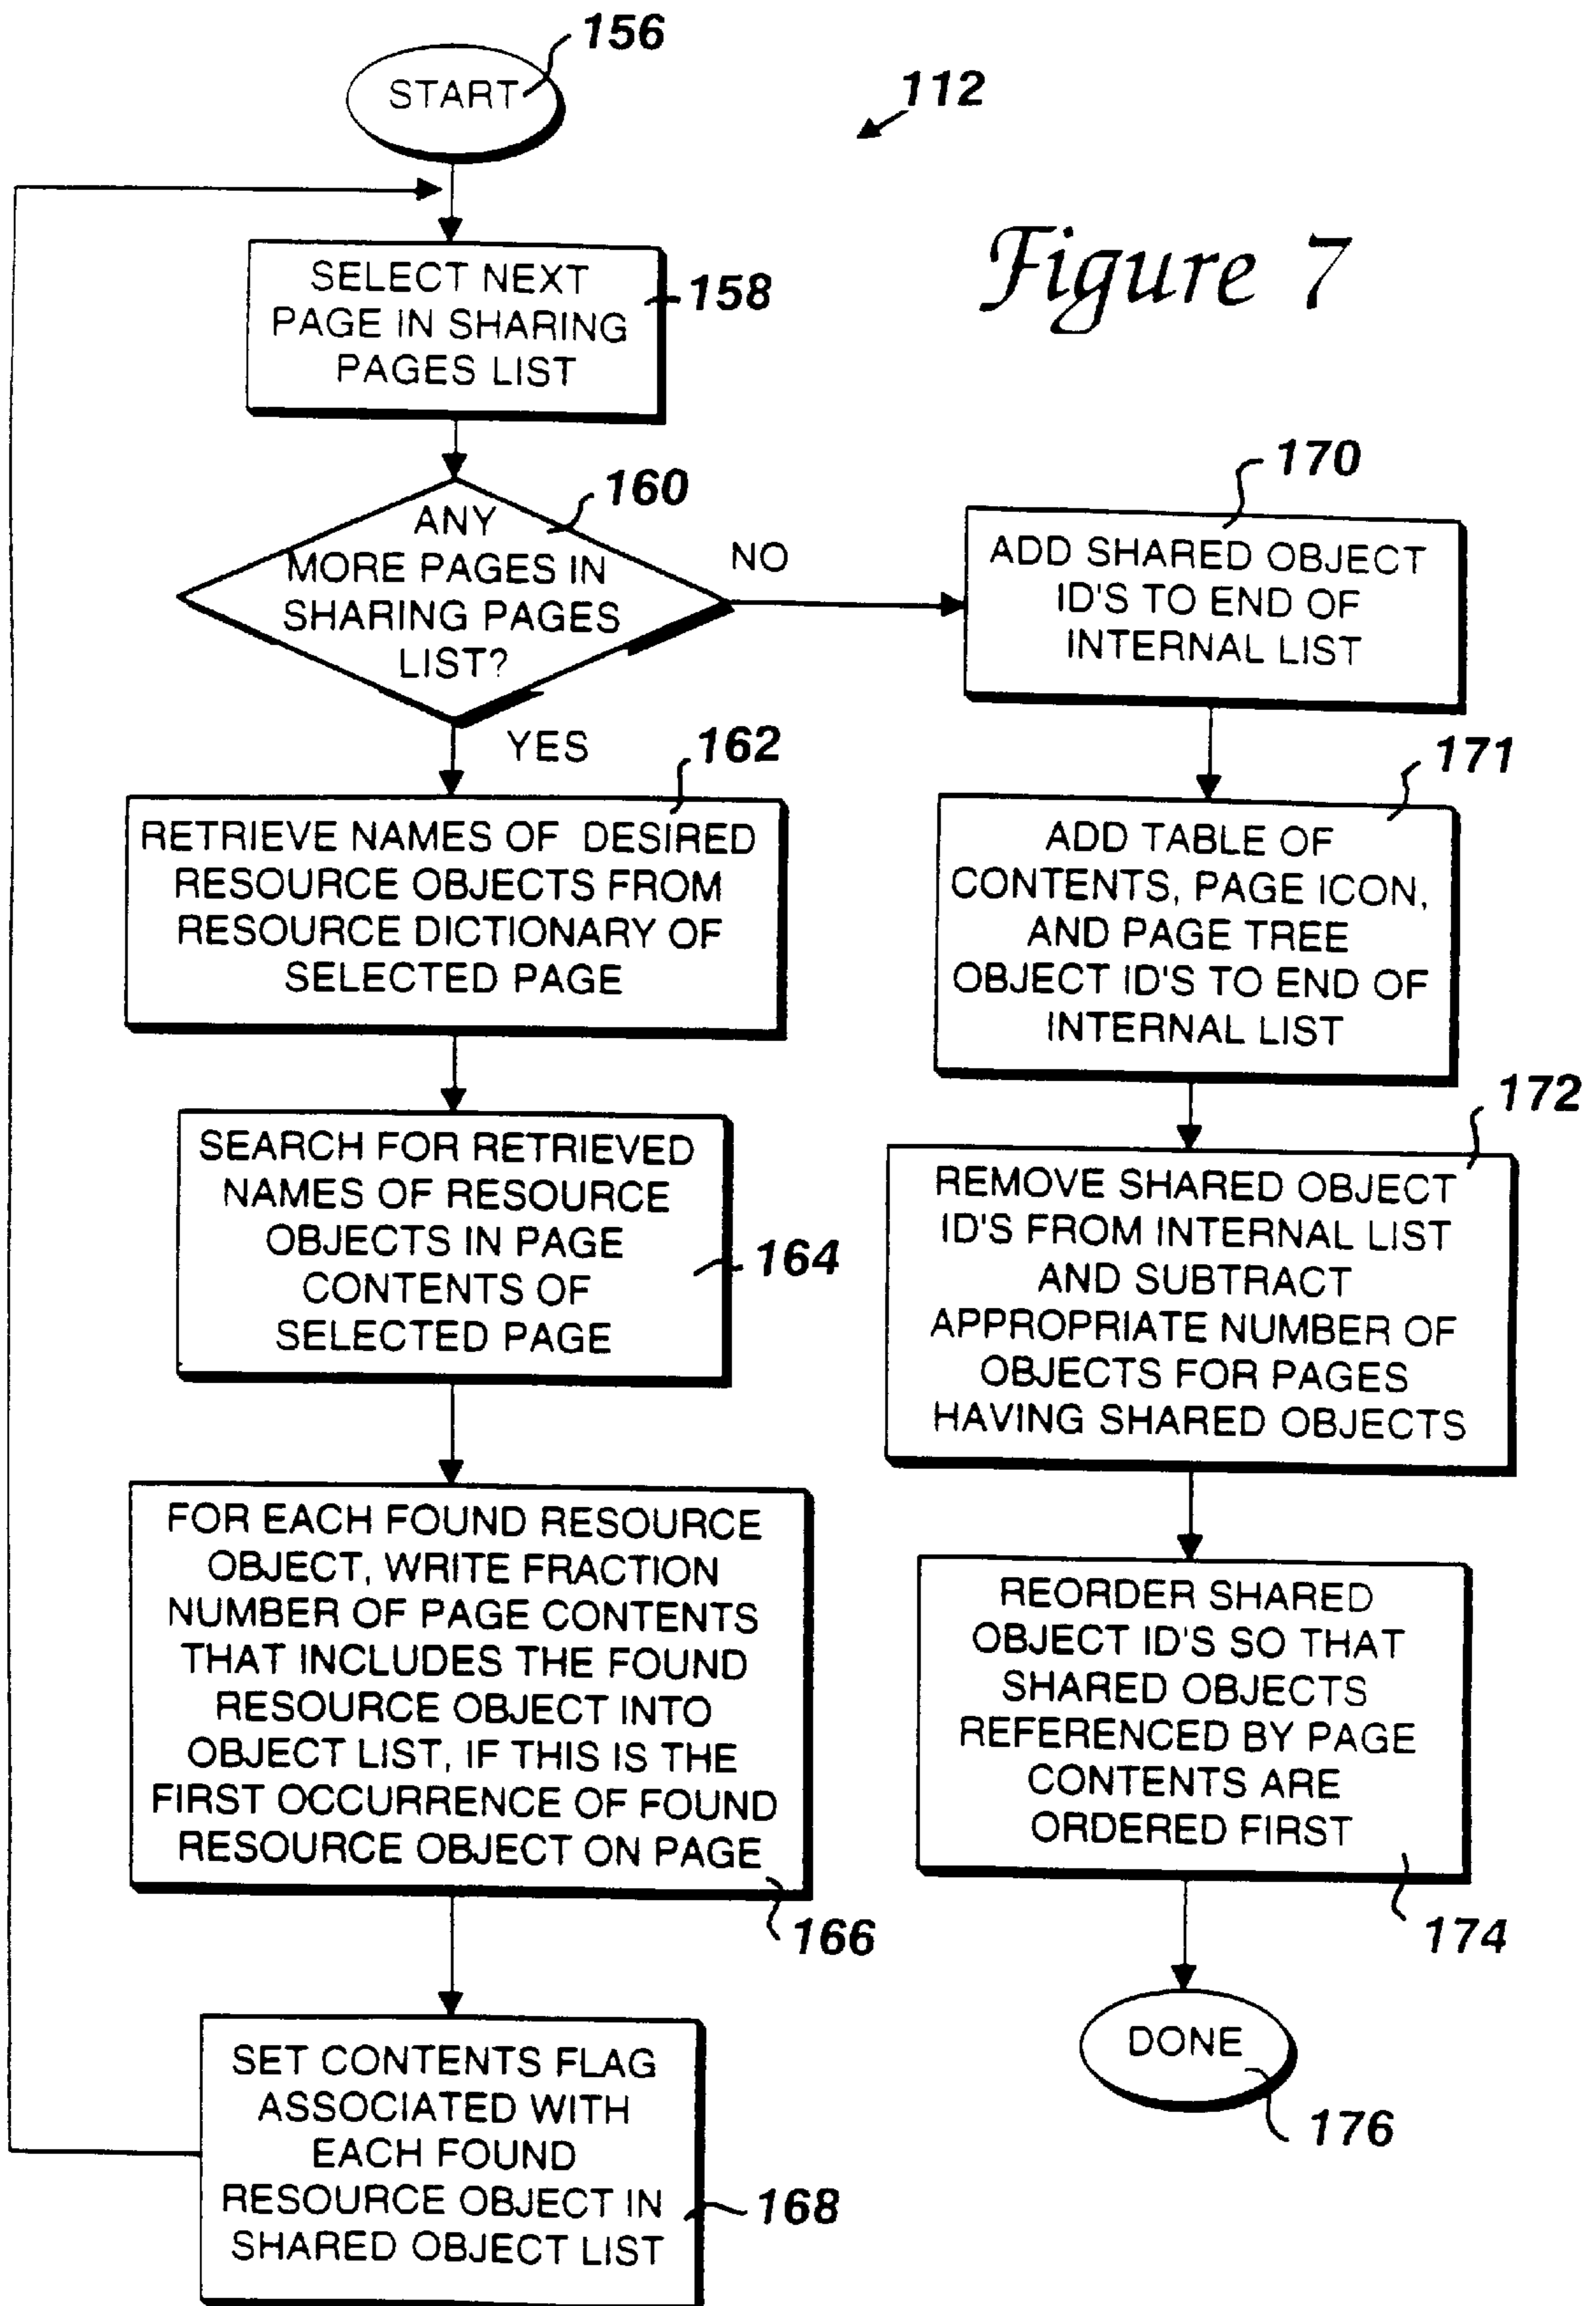 156
START
112
Figure 7
SELECT NEXT
PAGE IN SHARING
PAGES LIST
158
160
ANY
MORE PAGES IN
SHARING PAGES
LIST?
NO
YES
162
RETRIEVE NAMES OF DESIRED
RESOURCE OBJECTS FROM
RESOURCE DICTIONARY OF
SELECTED PAGE
SEARCH FOR RETRIEVED
NAMES OF RESOURCE
OBJECTS IN PAGE
CONTENTS OF
SELECTED PAGE
164
FOR EACH FOUND RESOURCE
OBJECT, WRITE FRACTION
NUMBER OF PAGE CONTENTS
THAT INCLUDES THE FOUND
RESOURCE OBJECT INTO
OBJECT LIST, IF THIS IS THE
FIRST OCCURRENCE OF FOUND
RESOURCE OBJECT ON PAGE
166
SET CONTENTS FLAG
ASSOCIATED WITH
EACH FOUND
RESOURCE OBJECT IN
SHARED OBJECT LIST
168
170
ADD SHARED OBJECT
ID'S TO END OF
INTERNAL LIST
171
ADD TABLE OF
CONTENTS, PAGE ICON,
AND PAGE TREE
OBJECT ID'S TO END OF
INTERNAL LIST
172
REMOVE SHARED OBJECT
ID'S FROM INTERNAL LIST
AND SUBTRACT
APPROPRIATE NUMBER OF
OBJECTS FOR PAGES
HAVING SHARED OBJECTS
REORDER SHARED
OBJECT ID'S SO THAT
SHARED OBJECTS
REFERENCED BY PAGE
CONTENTS ARE
ORDERED FIRST
174
DONE
176